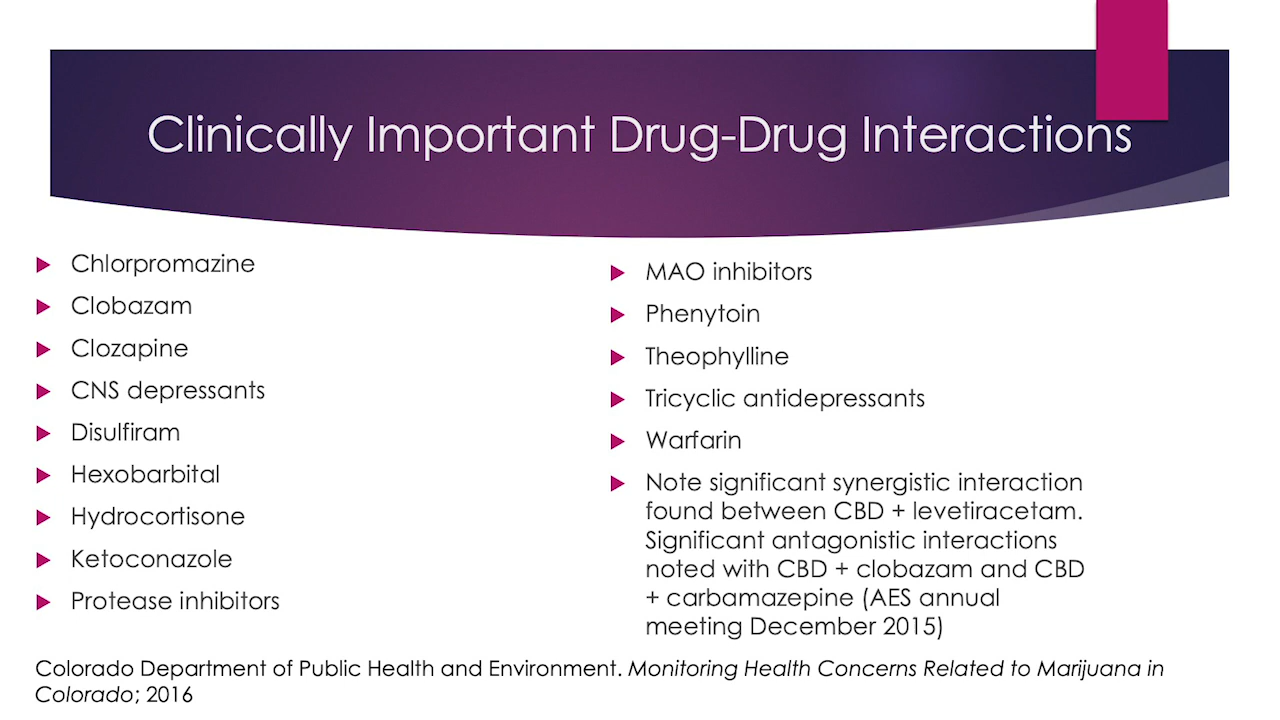 Clinically Important Drug-Drug Interactions
Chlorpromazine
Clobazam
Clozapine
CNS depressants
Disulfiram
Hexobarbital
Hydrocortisone
Ketoconazole
Protease inhibitors
MAO inhibitors
Phenytoin
Theophylline
Tricyclic antidepressants
Warfarin
Note significant synergistic interaction
found between CBD + levetiracetam.
Significant antagonistic interactions
noted with CBD + clobazam and CBD
+ carbamazepine (AES annual
meeting December 2015)
Colorado Department of Public Health and Environment. Monitoring Health Concerns Related to Marijuana in
Colorado; 2016